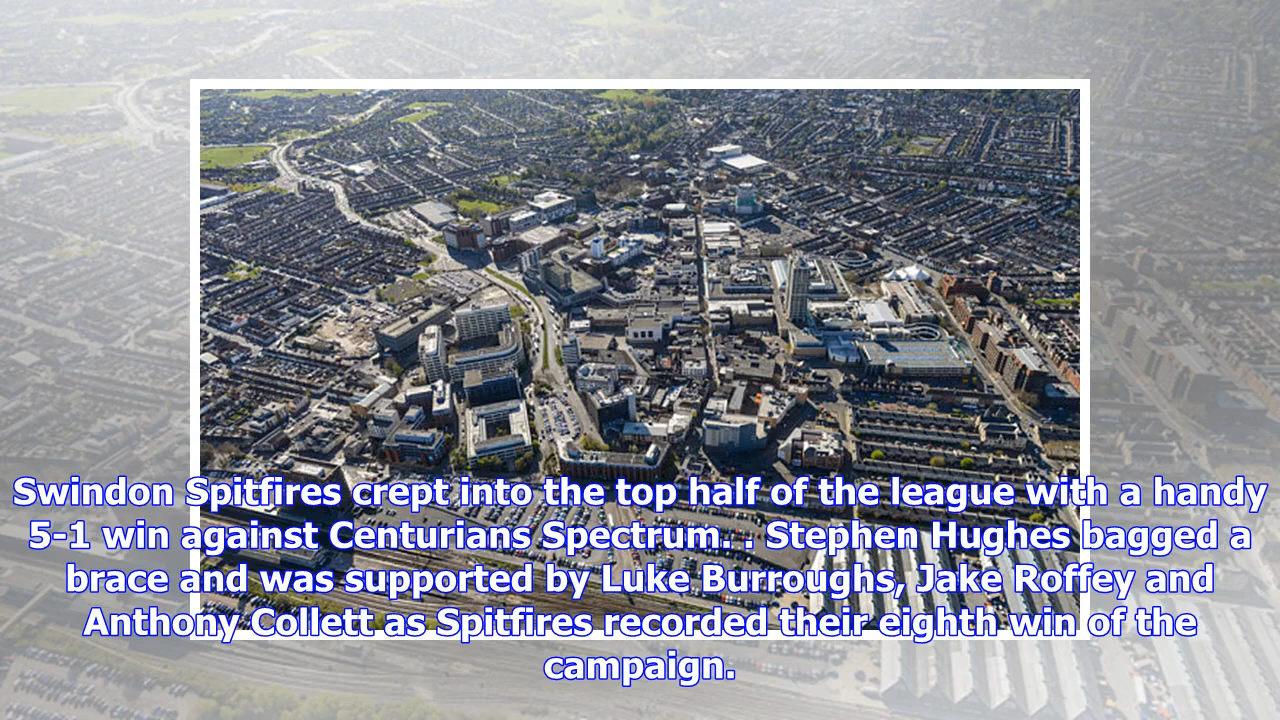 Swindon Spitfires crept into the top half of the league with a handy
5-1 win against Centurians Spectrum. . Stephen Hughes bagged a
brace and was supported by Luke Burroughs, Jake Roffey and
Anthony Collett as Spitfires recorded their eighth win of the
campaign.